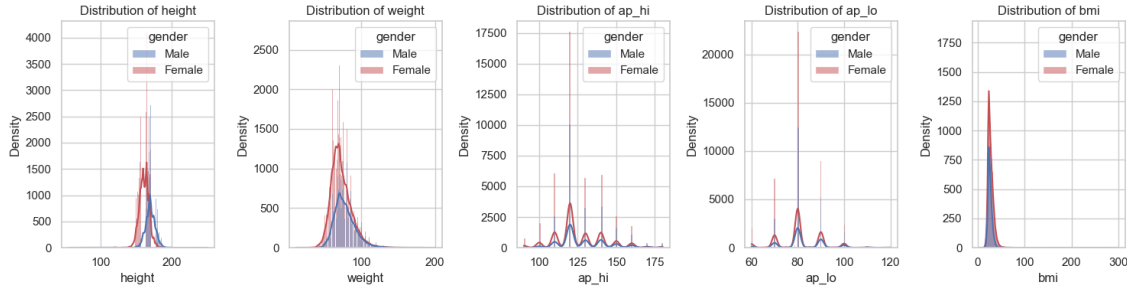 Distribution of height
Density
4000
3500
3000
2500
2000
1500
1000
500
0
100
200
height
gender
Male
Female
Distribution of weight
Density
2500
2000
1500
1000
500
0
100
200
weight
gender
Male
Female
Distribution of ap_hi
Density
17500
15000
12500
10000
7500
5000
2500
0
100
125
150
175
ap_hi
gender
Male
Female
Distribution of ap_lo
Density
20000
15000
10000
5000
0
60
80
100
120
ap_lo
gender
Male
Female
Distribution of bmi
Density
1750
1500
1250
1000
750
500
250
0
0
100
200
300
bmi
gender
Male
Female